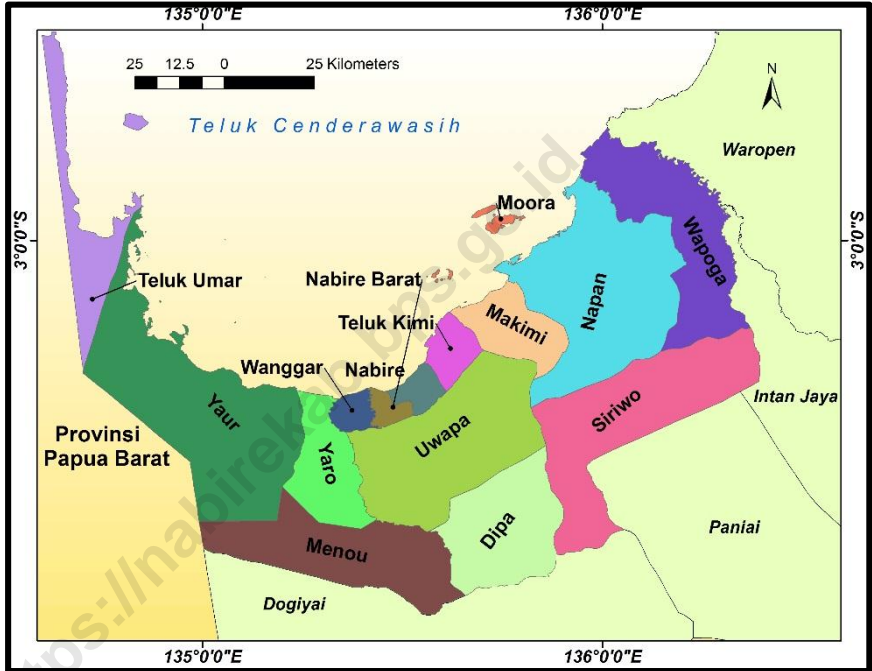 135°0'0"E
136°0'0"E
25 12.5 0 25 Kilometers
N
Teluk Cenderawasih
Waropen
Moora
3°0'0"S
3°0'0"S
Wapoga
Teluk Umar
Nabire Barat
Napan
Teluk Kimi
Makimi
Wanggar
Nabire
Intan Jaya
Siriwo
Yaur
Provinsi
Papua Barat
Uwapa
Yaro
Dipa
Paniai
Menou
Dogiyai
135°0'0"E
136°0'0"E